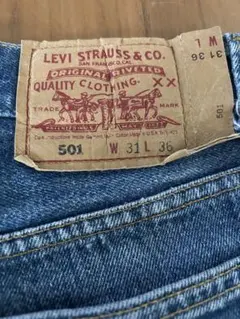 LEVI STRAUSS & CO.
SAN FRANCISCO, CAL.
ORIGINAL RIVETED
QUALITY CLOTHING.
XX
TRADE MARK
501 W 31 L 36
W L
31 36
501